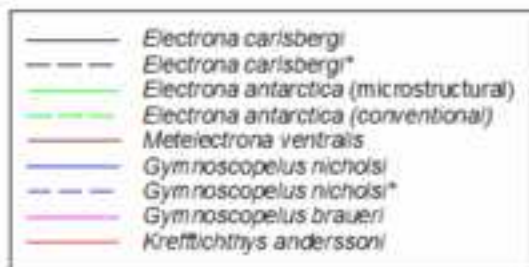 Electrona carlsbergi
Electrona carlsbergi*
Electrona antarctica (microstructural)
Electrona antarctica (conventional)
Metelectrona ventralis
Gymnoscopelus nicholsi
Gymnoscopelus nicholsi*
Gymnoscopelus braueri
Krefftichthys anderssoni